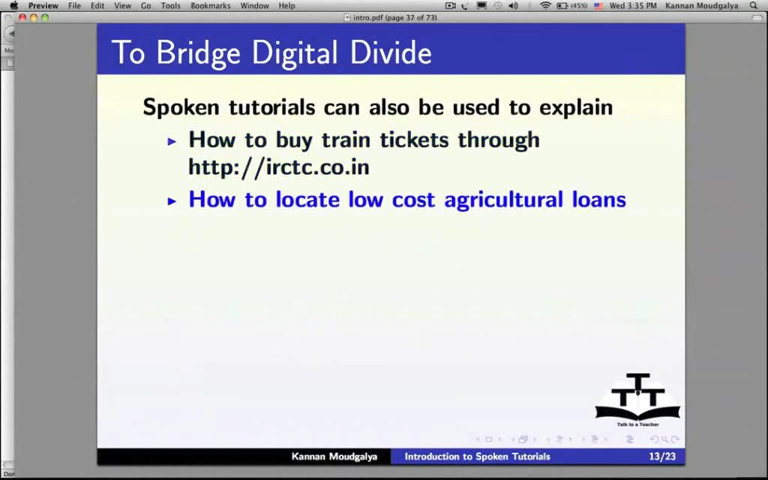 Preview File Edit View Go Tools Bookmarks Window Help (45%) Wed 3:35 PM Kannan Moudgalya
intro.pdf (page 37 of 73)
To Bridge Digital Divide
Spoken tutorials can also be used to explain
How to buy train tickets through
http://irctc.co.in
How to locate low cost agricultural loans
T
T T
Talk to a Teacher
Kannan Moudgalya Introduction to Spoken Tutorials 13/23